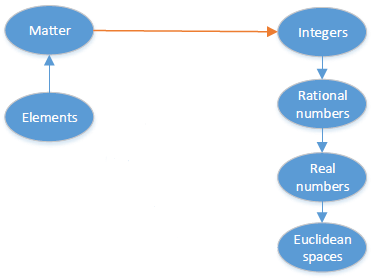 Matter
Integers
Elements
Rational
numbers
Real
numbers
Euclidean
spaces